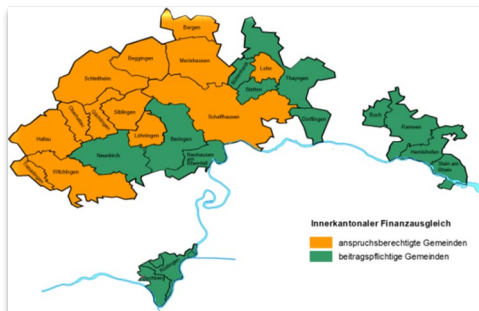 Bargen
Beggingen
Merishausen
Schleitheim
Lohn
Thayngen
Stetten
Siblingen
Schaffhausen
Dörflingen
Buch
Ramsen
Löhningen
Beringen
Hallau
Neunkirch
Neuhausen
am
Rheinfall
Hemishofen
Stein am
Rhein
Wilchingen
Innerkantonaler Finanzausgleich
anspruchsberechtigte Gemeinden
beitragspflichtige Gemeinden